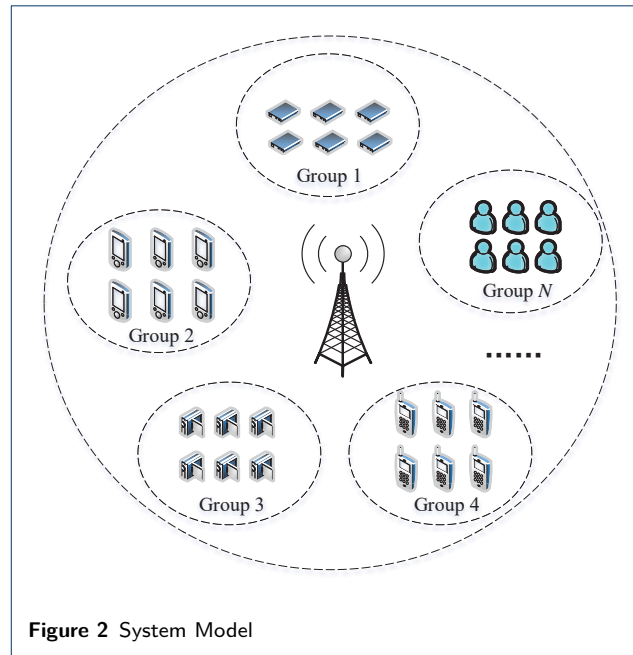 Group 1
Group N
Group 2
......
Group 3
Group 4
Figure 2 System Model